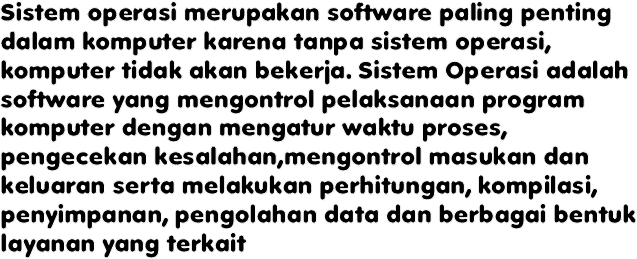 Sistem operasi merupakan software paling penting
dalam komputer karena tanpa sistem operasi,
komputer tidak akan bekerja. Sistem Operasi adalah
software yang mengontrol pelaksanaan program
komputer dengan mengatur waktu proses,
pengecekan kesalahan,mengontrol masukan dan
keluaran serta melakukan perhitungan, kompilasi,
penyimpanan, pengolahan data dan berbagai bentuk
layanan yang terkait